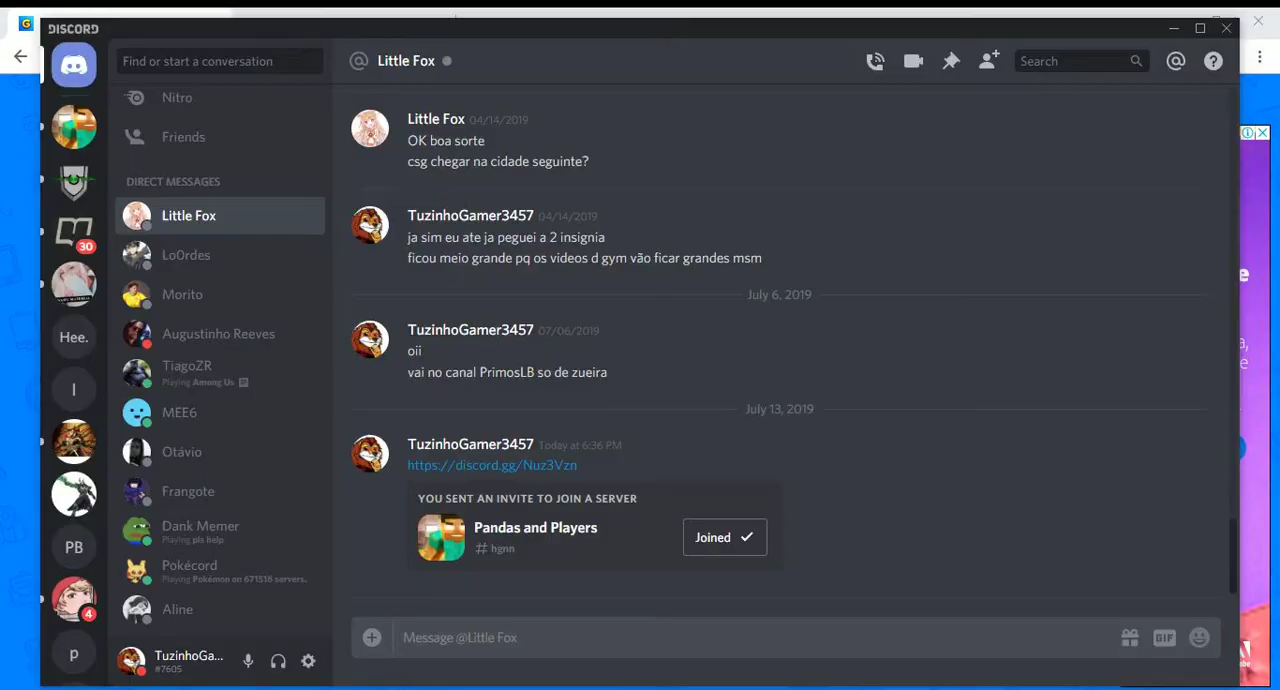 DISCORD
Find or start a conversation
Nitro
Friends
DIRECT MESSAGES
Little Fox
Lo0rdes
Morito
Augustinho Reeves
TiagoZR
Playing Among Us
MEE6
Otávio
Frangote
Dank Memer
Playing pls help
Pokécord
Playing Pokémon on 671518 servers.
Aline
TuzinhoGa...
#7605
30
Hee.
I
PB
4
p
Little Fox
Search
Little Fox 04/14/2019
OK boa sorte
csg chegar na cidade seguinte?
TuzinhoGamer3457 04/14/2019
ja sim eu ate ja peguei a 2 insignia
ficou meio grande pq os videos d gym vão ficar grandes msm
July 6, 2019
TuzinhoGamer3457 07/06/2019
oii
vai no canal PrimosLB so de zueira
July 13, 2019
TuzinhoGamer3457 Today at 6:36 PM
https://discord.gg/Nuz3Vzn
YOU SENT AN INVITE TO JOIN A SERVER
Pandas and Players
# hgnn
Joined
Message @Little Fox
GIF